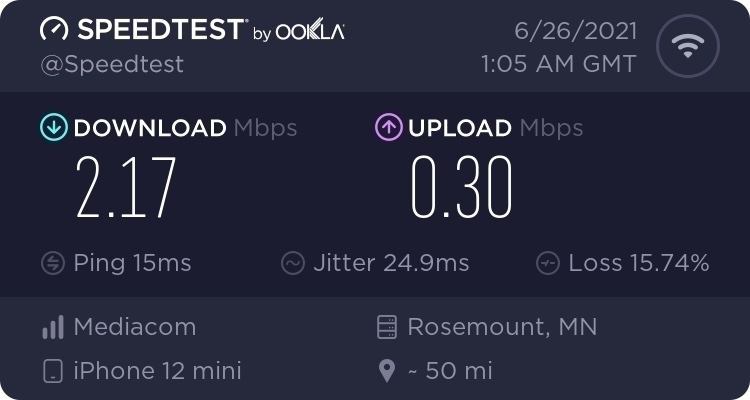 SPEEDTEST® by OOKLA® 6/26/2021
@Speedtest 1:05 AM GMT
DOWNLOAD Mbps UPLOAD Mbps
2.17 0.30
Ping 15ms Jitter 24.9ms Loss 15.74%
Mediacom Rosemount, MN
iPhone 12 mini ~ 50 mi